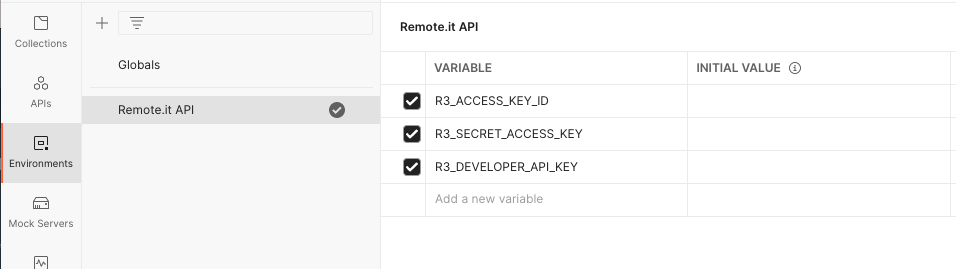 Collections
APIs
Environments
Mock Servers
Globals
Remote.it API
Remote.it API
VARIABLE INITIAL VALUE
R3_ACCESS_KEY_ID
R3_SECRET_ACCESS_KEY
R3_DEVELOPER_API_KEY
Add a new variable